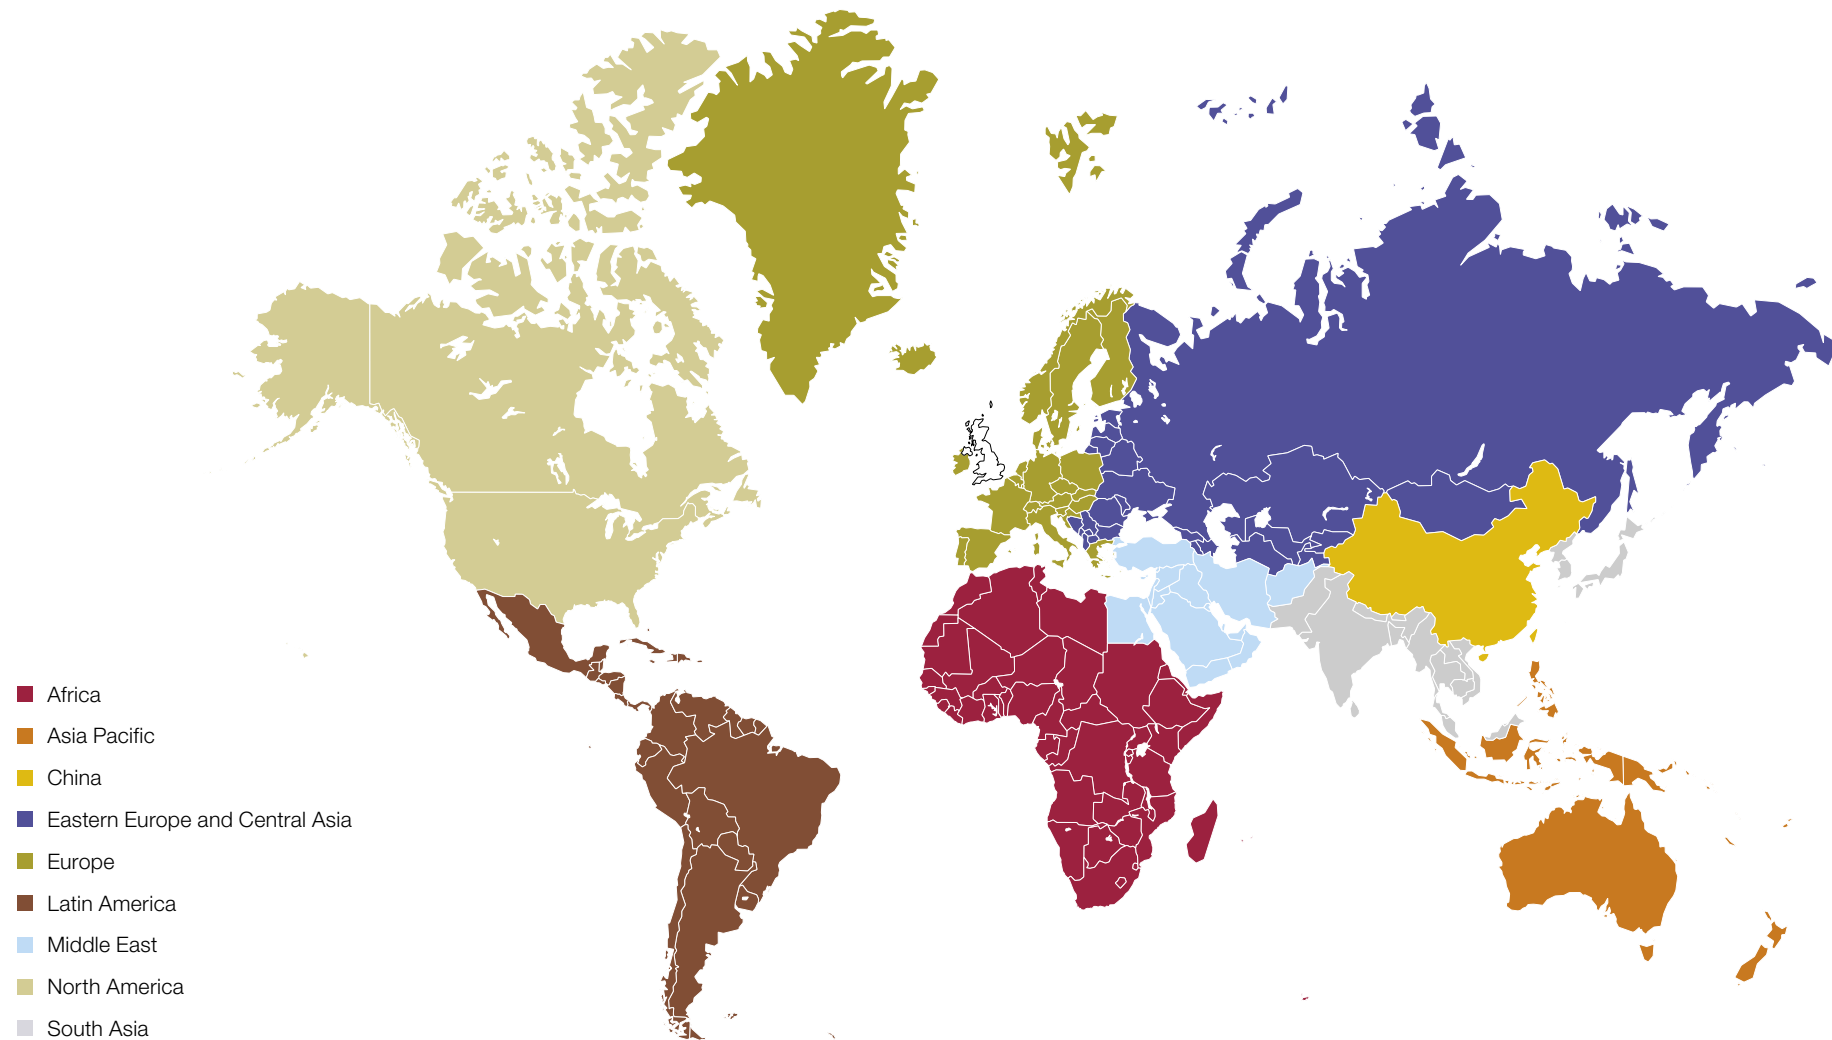 Africa
Asia Pacific
China
Eastern Europe and Central Asia
Europe
Latin America
Middle East
North America
South Asia